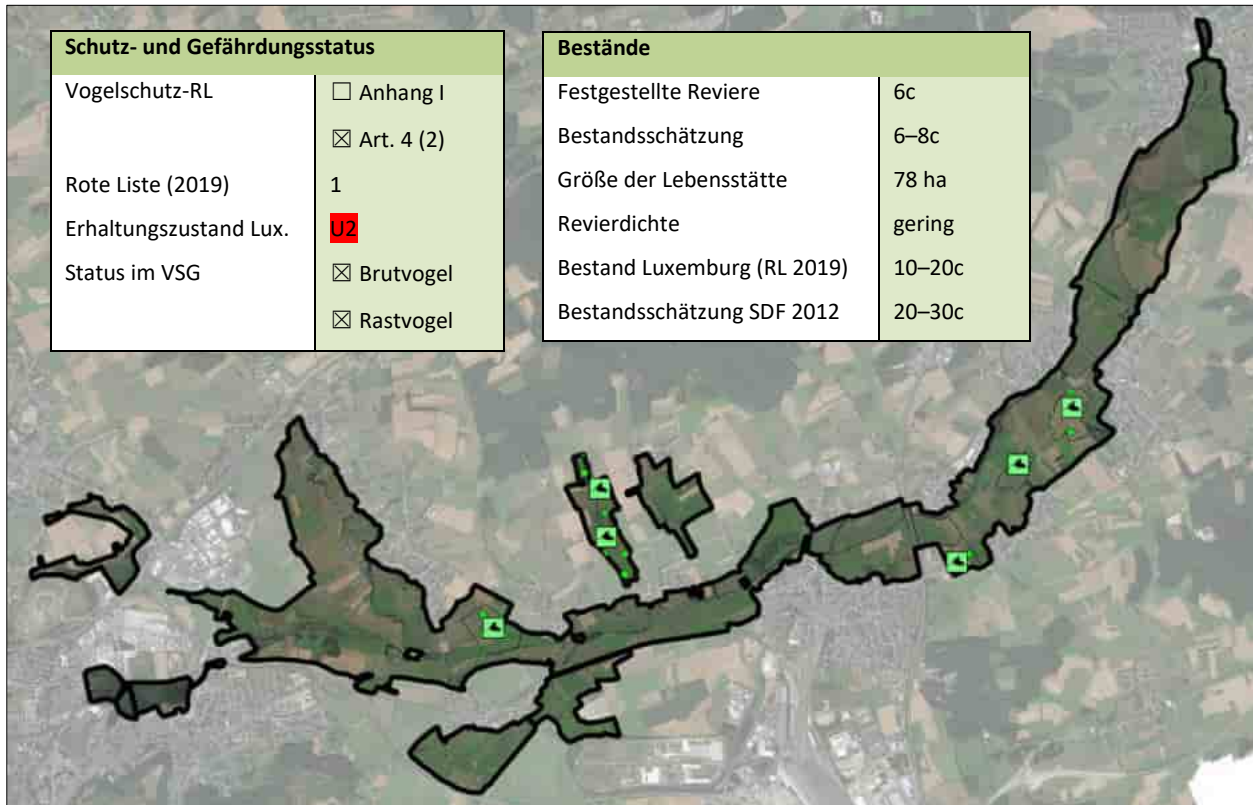 Schutz- und Gefährdungsstatus
Vogelschutz-RL ☐ Anhang I
☒ Art. 4 (2)
Rote Liste (2019) 1
Erhaltungszustand Lux. U2
Status im VSG ☒ Brutvogel
☒ Rastvogel
Bestände
Festgestellte Reviere 6c
Bestandsschätzung 6–8c
Größe der Lebensstätte 78 ha
Revierdichte gering
Bestand Luxemburg (RL 2019) 10–20c
Bestandsschätzung SDF 2012 20–30c